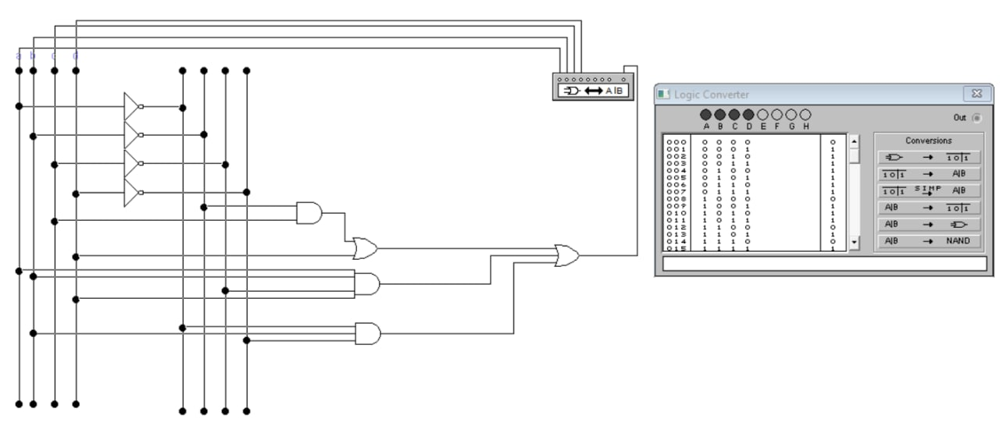 a b c d
A|B
Logic Converter
A B C D E F G H
Out
000 0 0 0 0 0
001 0 0 0 1 1
002 0 0 1 0 1
003 0 0 1 1 1
004 0 1 0 0 1
005 0 1 0 1 1
006 0 1 1 0 1
007 0 1 1 1 1
008 1 0 0 0 0
009 1 0 0 1 1
010 1 0 1 0 1
011 1 0 1 1 1
012 1 1 0 0 0
013 1 1 0 1 1
014 1 1 1 0 0
015 1 1 1 1 1
Conversions
→ 1 0|1
1 0|1 → A|B
1 0|1 SIMP → A|B
A|B → 1 0|1
A|B →
A|B → NAND